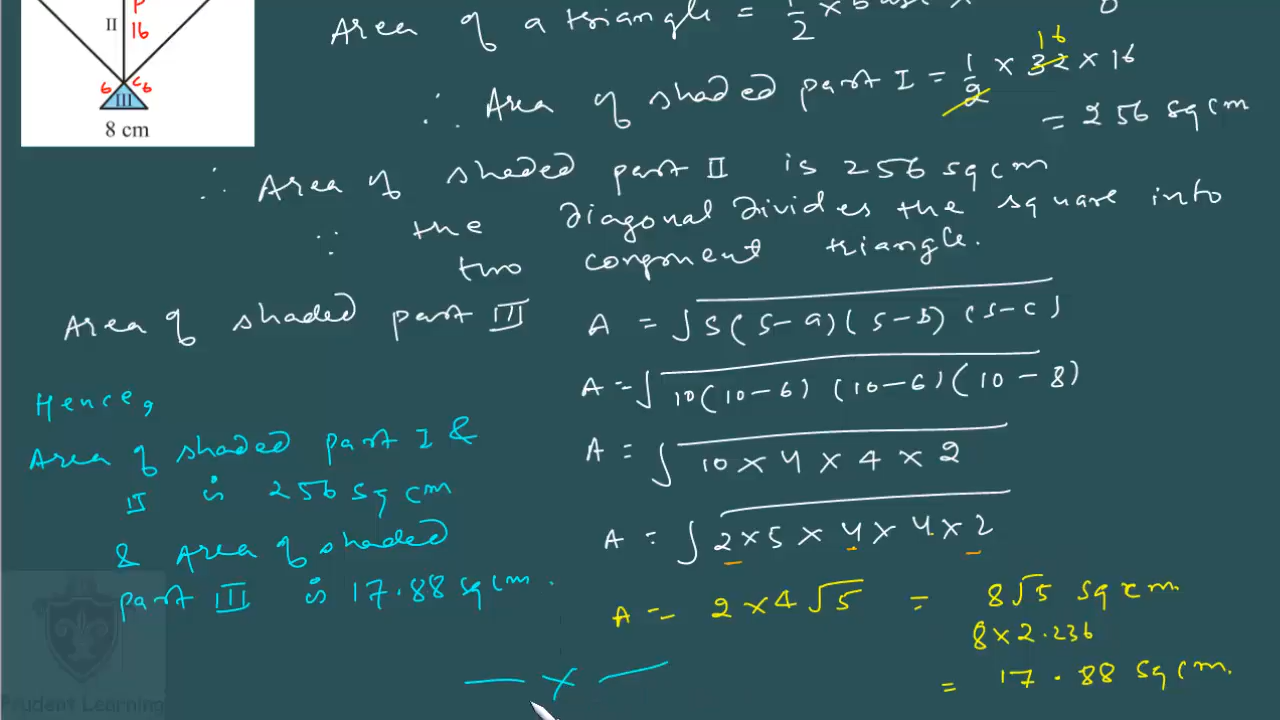 Area of a triangle = 1/2 × base ×
II
P
16
∴ Area of shaded part I = 1/2 × 32 × 16
16
= 256 sq cm
6
C 6
III
8 cm
∴ Area of shaded part II is 256 sq cm
∵ the diagonal divides the square into
two congruent triangle.
Area of shaded part III
A = √s(s-a)(s-b)(s-c)
A = √10(10-6)(10-6)(10-8)
A = √10 × 4 × 4 × 2
A = √2 × 5 × 4 × 4 × 2
A = 2 × 4 √5 = 8√5 sq cm
8 × 2.236
= 17.88 sq cm.
Hence,
Area of shaded part I &
II is 256 sq cm
& Area of shaded
part III is 17.88 sq cm.
— × —
Prudent Learning